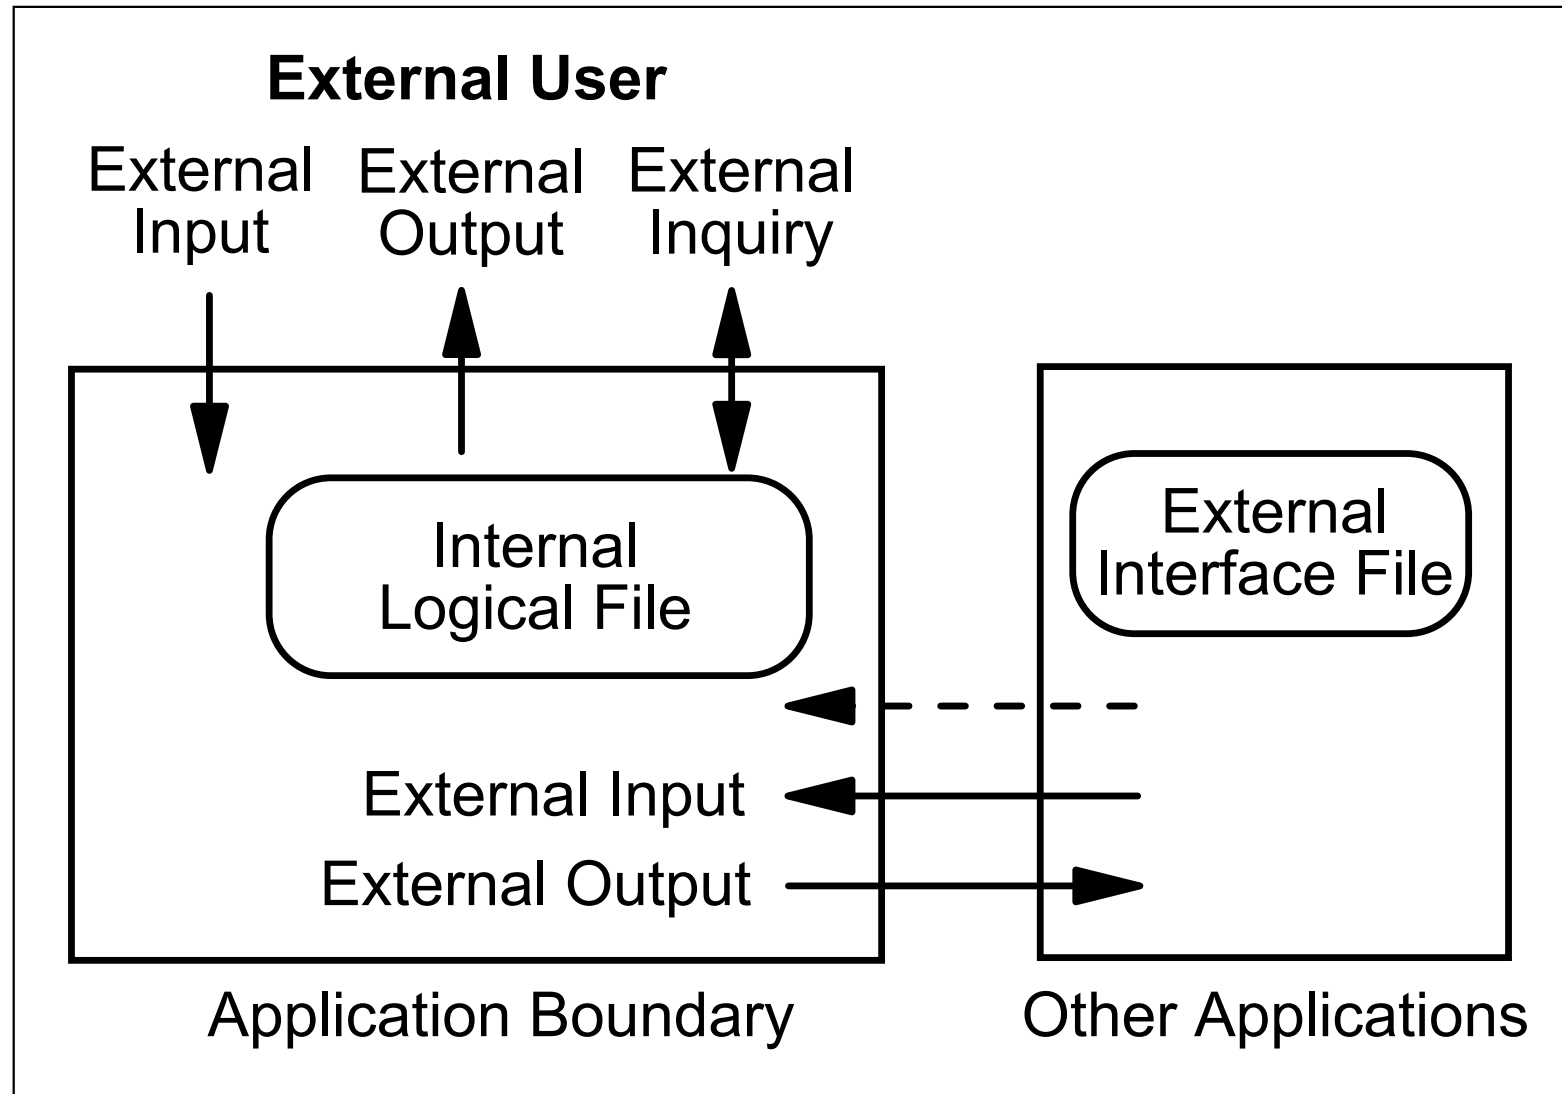 External User
External
Input
External
Output
External
Inquiry
Internal
Logical File
External
Interface File
External Input
External Output
Application Boundary
Other Applications